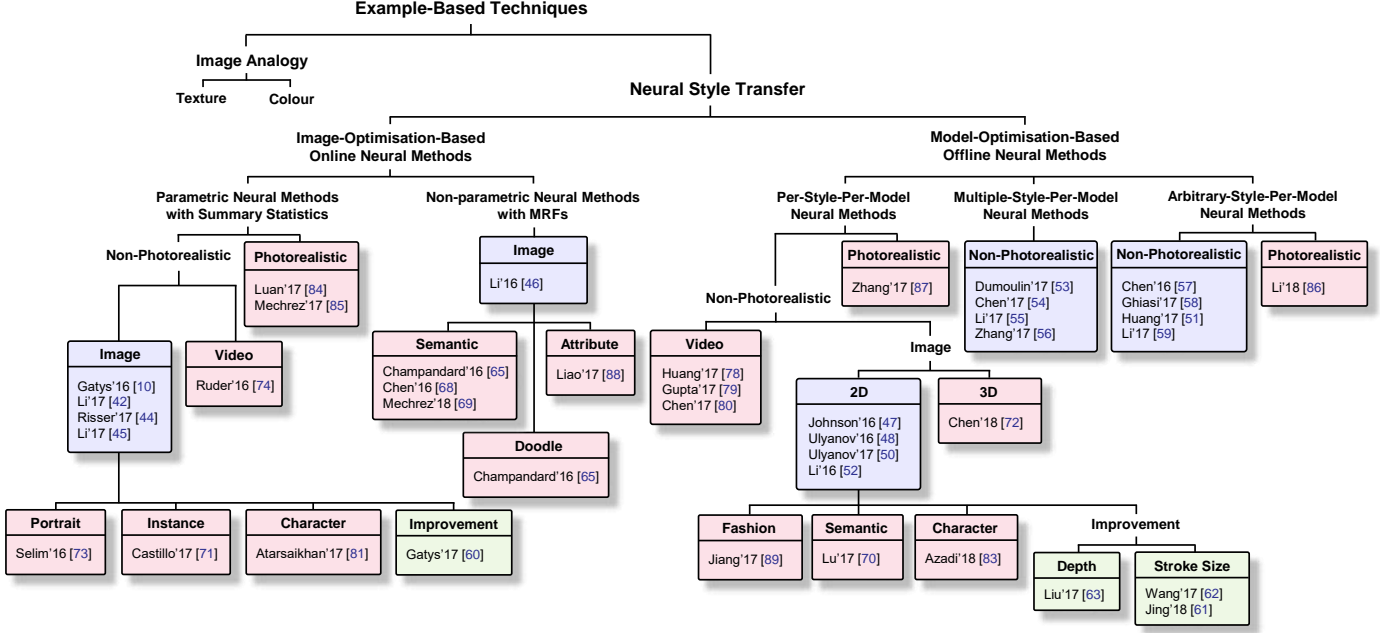 Example-Based Techniques
Image Analogy
Texture
Colour
Neural Style Transfer
Image-Optimisation-Based
Online Neural Methods
Model-Optimisation-Based
Offline Neural Methods
Parametric Neural Methods
with Summary Statistics
Non-parametric Neural Methods
with MRFs
Per-Style-Per-Model
Neural Methods
Multiple-Style-Per-Model
Neural Methods
Arbitrary-Style-Per-Model
Neural Methods
Non-Photorealistic
Photorealistic
Luan'17 [84]
Mechrez'17 [85]
Image
Gatys'16 [10]
Li'17 [42]
Risser'17 [44]
Li'17 [45]
Video
Ruder'16 [74]
Portrait
Selim'16 [73]
Instance
Castillo'17 [71]
Character
Atarsaikhan'17 [81]
Improvement
Gatys'17 [60]
Image
Li'16 [46]
Semantic
Champandard'16 [65]
Chen'16 [68]
Mechrez'18 [69]
Attribute
Liao'17 [88]
Doodle
Champandard'16 [65]
Non-Photorealistic
Photorealistic
Zhang'17 [87]
Video
Huang'17 [78]
Gupta'17 [79]
Chen'17 [80]
Image
2D
Johnson'16 [47]
Ulyanov'16 [48]
Ulyanov'17 [50]
Li'16 [52]
3D
Chen'18 [72]
Fashion
Jiang'17 [89]
Semantic
Lu'17 [70]
Character
Azadi'18 [83]
Improvement
Depth
Liu'17 [63]
Stroke Size
Wang'17 [62]
Jing'18 [61]
Non-Photorealistic
Dumoulin'17 [53]
Chen'17 [54]
Li'17 [55]
Zhang'17 [56]
Non-Photorealistic
Chen'16 [57]
Ghiasi'17 [58]
Huang'17 [51]
Li'17 [59]
Photorealistic
Li'18 [86]